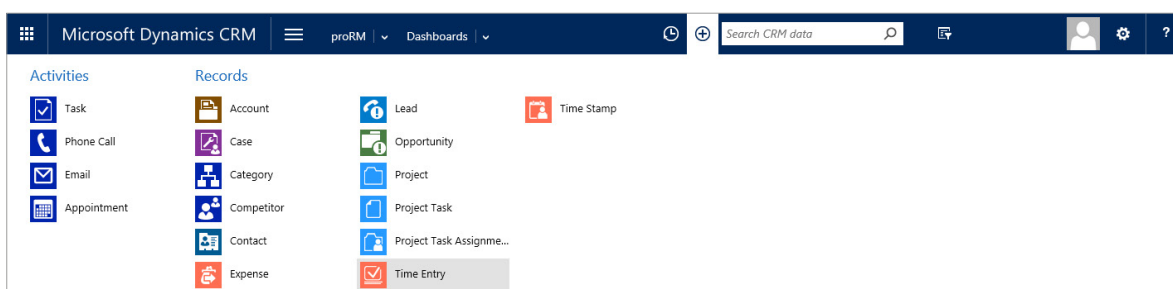 Microsoft Dynamics CRM
proRM
Dashboards
Search CRM data
?
Activities
Task
Phone Call
Email
Appointment
Records
Account
Case
Category
Competitor
Contact
Expense
Lead
Opportunity
Project
Project Task
Project Task Assignme...
Time Entry
Time Stamp